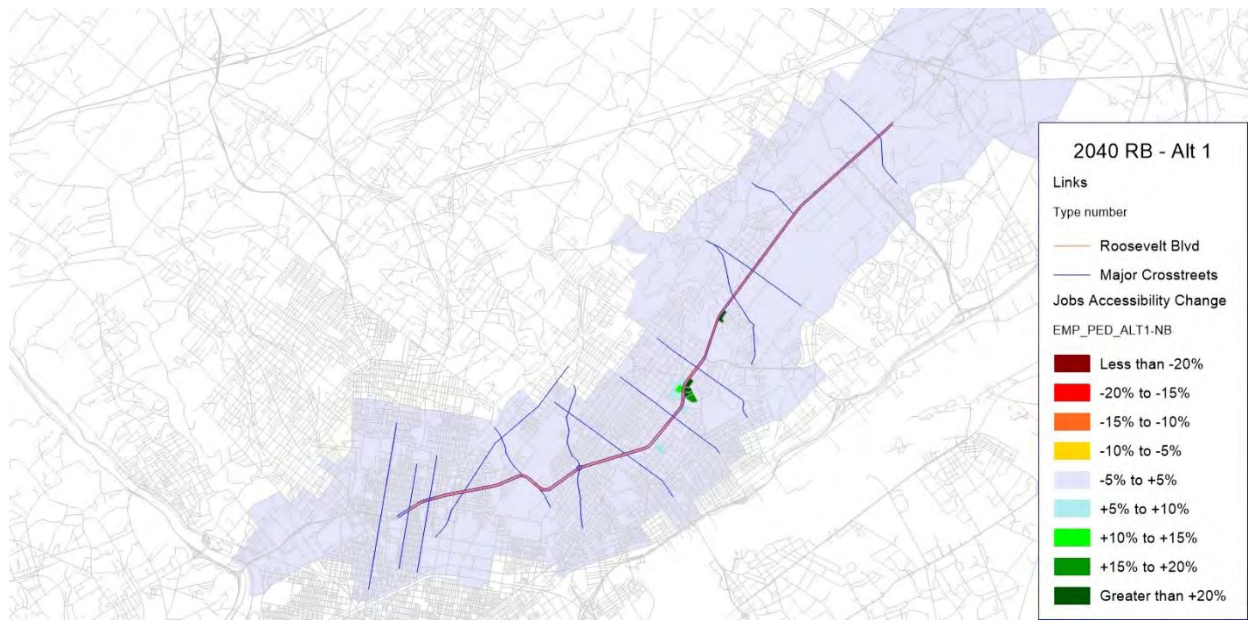 2040 RB - Alt 1
Links
Type number
Roosevelt Blvd
Major Crosstreets
Jobs Accessibility Change
EMP_PED_ALT1-NB
Less than -20%
-20% to -15%
-15% to -10%
-10% to -5%
-5% to +5%
+5% to +10%
+10% to +15%
+15% to +20%
Greater than +20%